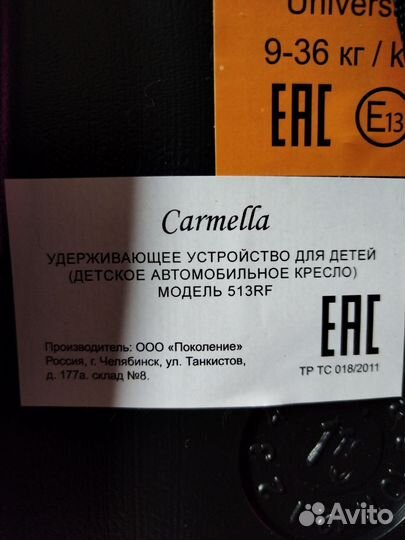 Univers
9-36 кг / k
EAC E13
Carmella
УДЕРЖИВАЮЩЕЕ УСТРОЙСТВО ДЛЯ ДЕТЕЙ
(ДЕТСКОЕ АВТОМОБИЛЬНОЕ КРЕСЛО)
МОДЕЛЬ 513RF
EAC
Производитель: ООО «Поколение»
Россия, г. Челябинск, ул. Танкистов,
д. 177а. склад №8.
ТР ТС 018/2011
Avito